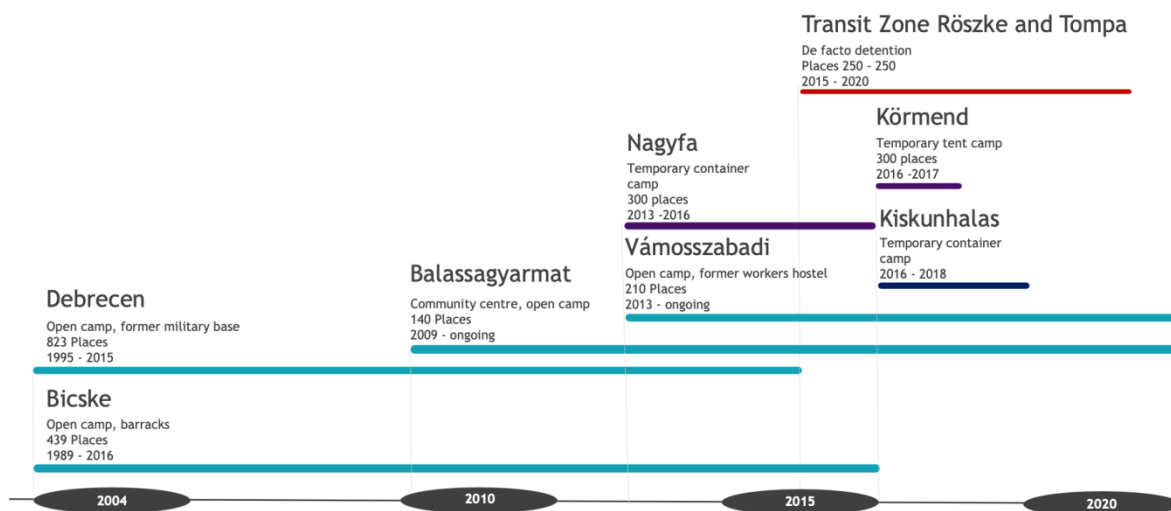 Transit Zone Röszke and Tompa
De facto detention
Places 250 - 250
2015 - 2020
Körmend
Temporary tent camp
300 places
2016 -2017
Nagyfa
Temporary container
camp
300 places
2013 -2016
Kiskunhalas
Temporary container
camp
2016 - 2018
Vámosszabadi
Open camp, former workers hostel
210 Places
2013 - ongoing
Balassagyarmat
Community centre, open camp
140 Places
2009 - ongoing
Debrecen
Open camp, former military base
823 Places
1995 - 2015
Bicske
Open camp, barracks
439 Places
1989 - 2016
2004
2010
2015
2020